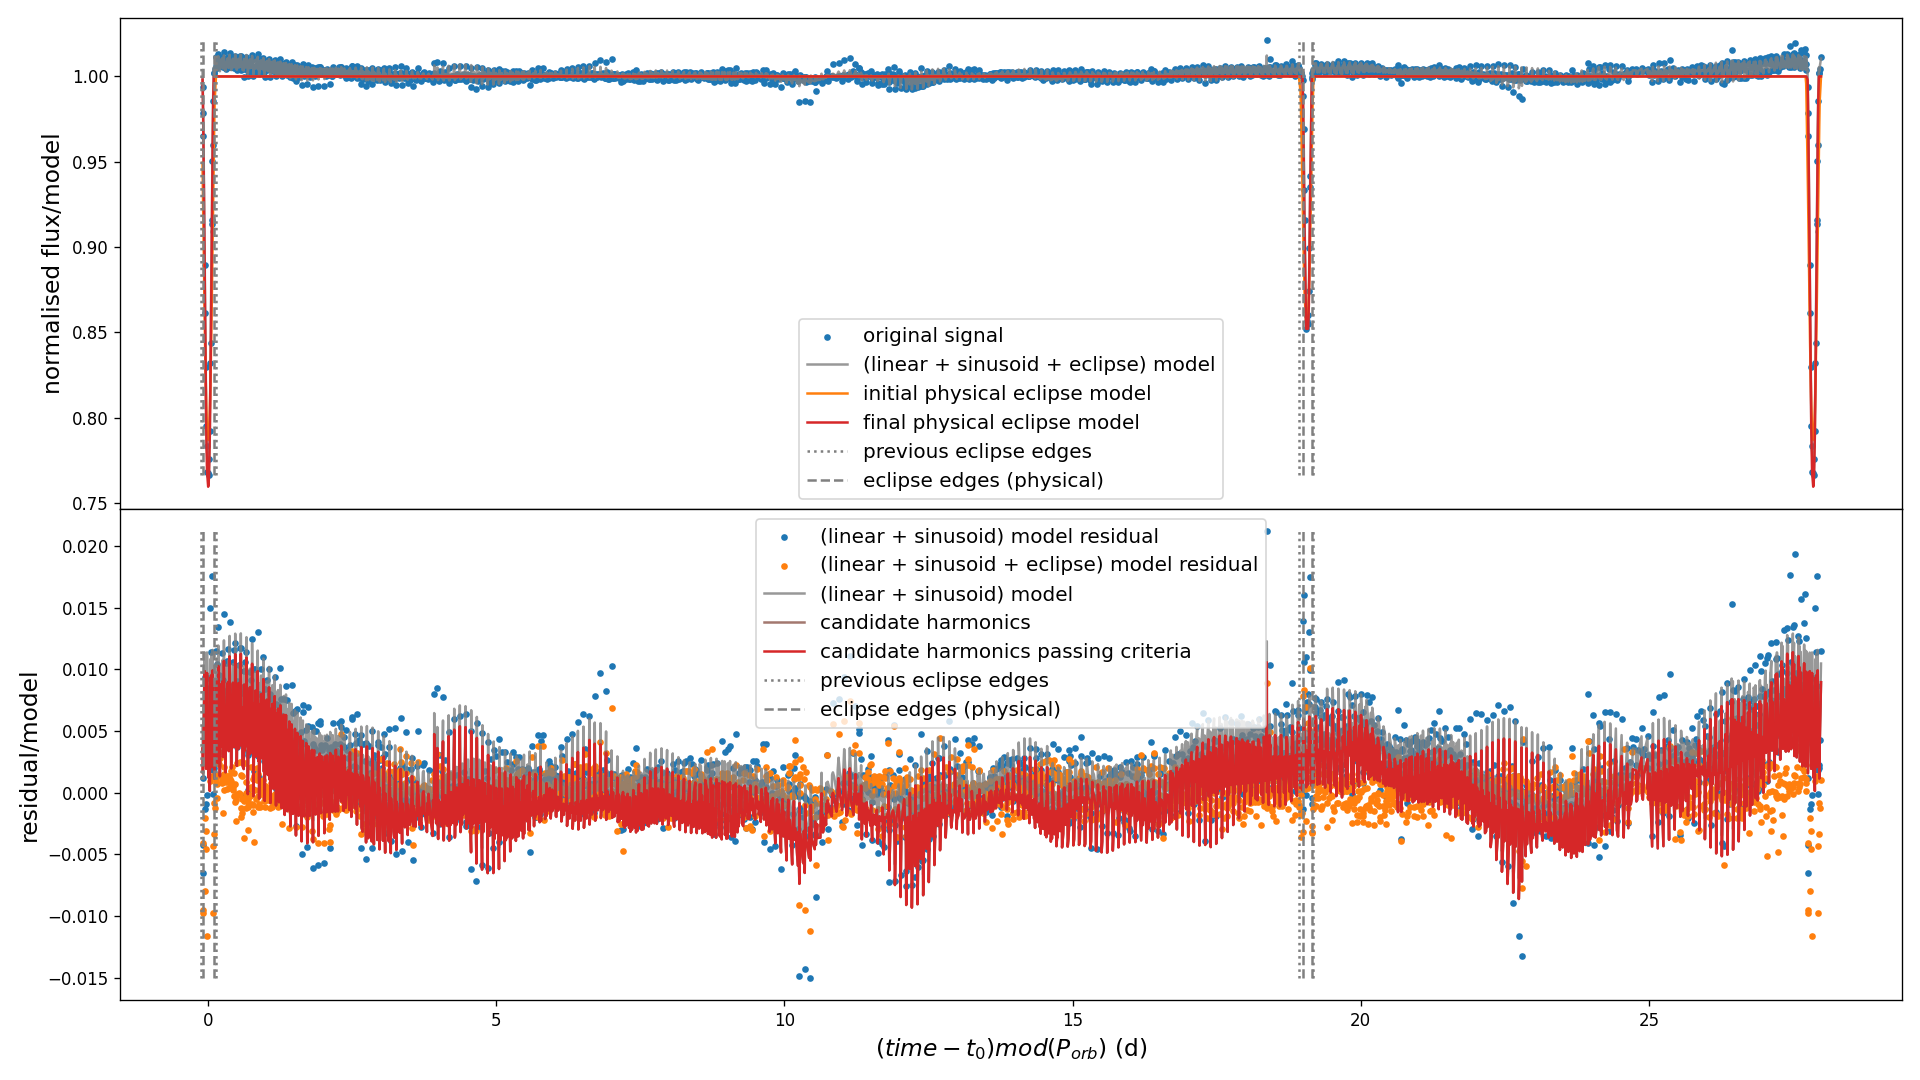 normalised flux/model
1.00
0.95
0.90
0.85
0.80
0.75
original signal
(linear + sinusoid + eclipse) model
initial physical eclipse model
final physical eclipse model
previous eclipse edges
eclipse edges (physical)
residual/model
0.020
0.015
0.010
0.005
0.000
−0.005
−0.010
−0.015
(linear + sinusoid) model residual
(linear + sinusoid + eclipse) model residual
(linear + sinusoid) model
candidate harmonics
candidate harmonics passing criteria
previous eclipse edges
eclipse edges (physical)
0 5 10 15 20 25
(time − t₀)mod(P_orb) (d)